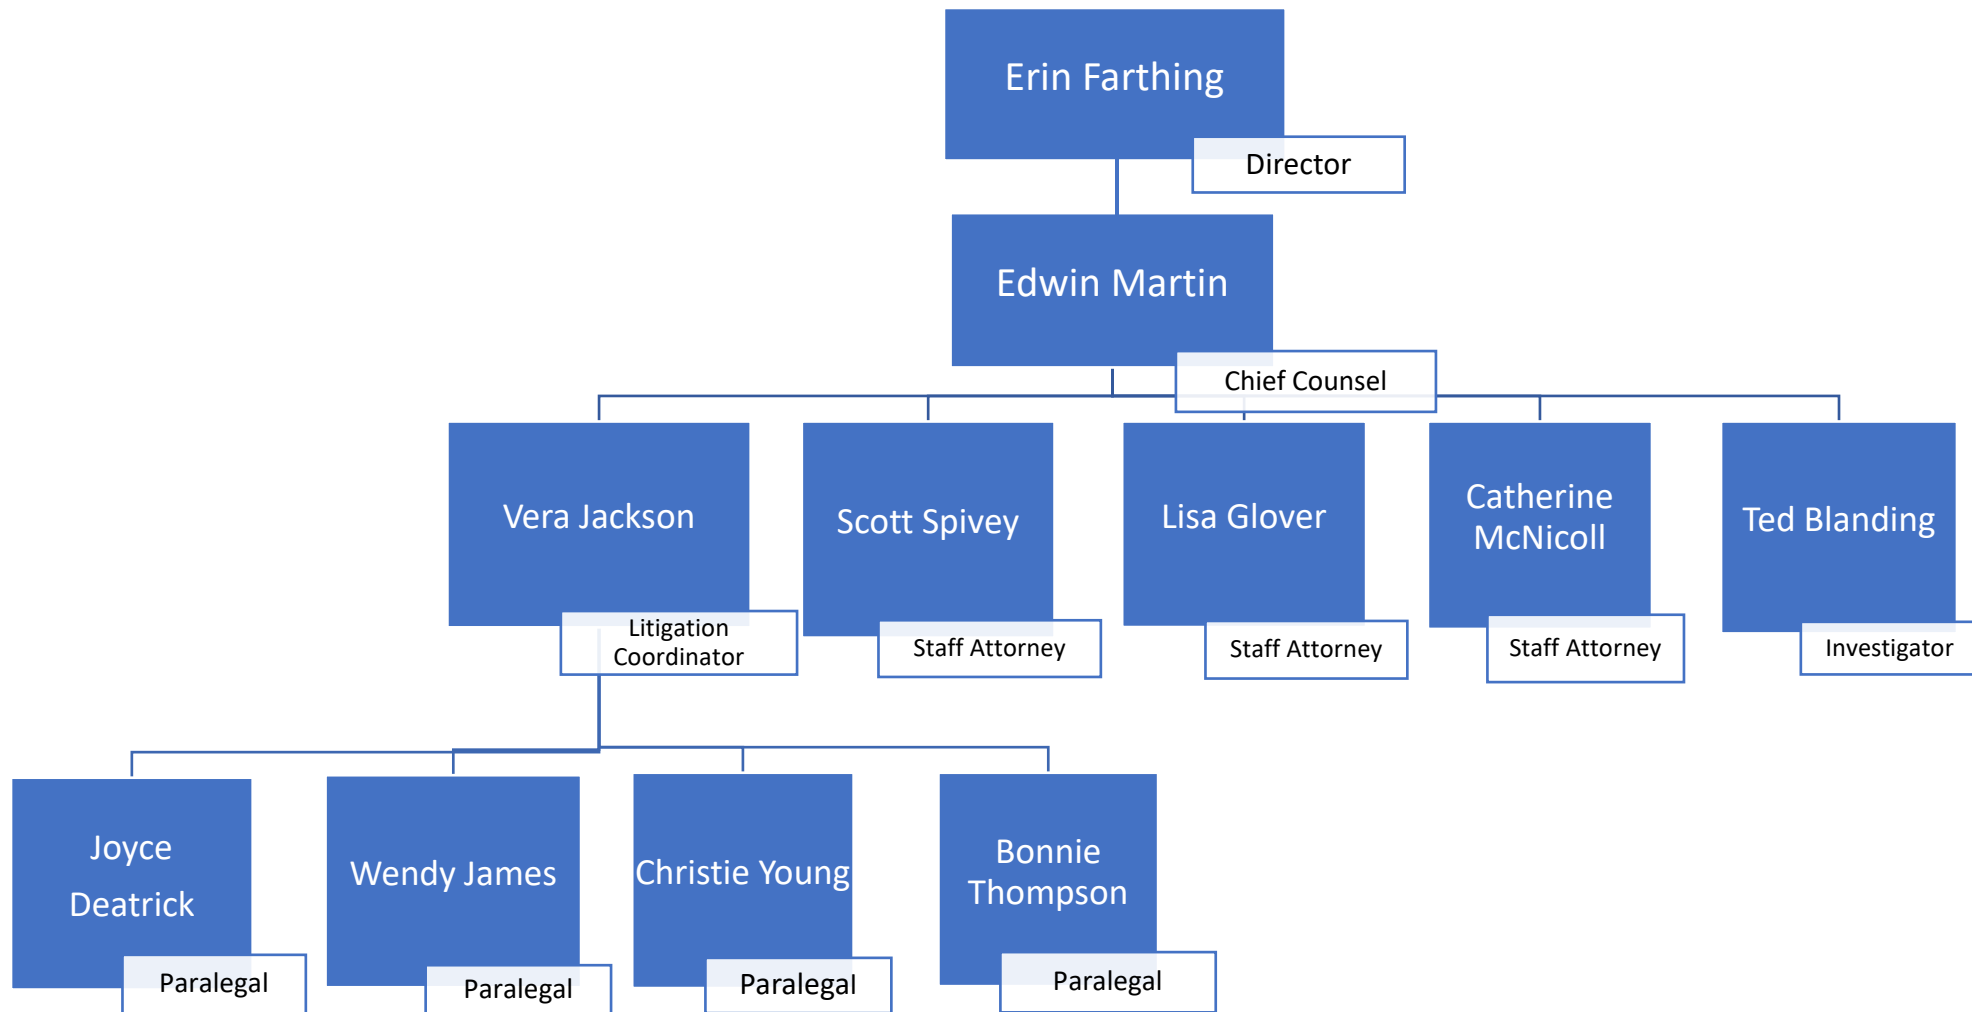 Erin Farthing
Director
Edwin Martin
Chief Counsel
Vera Jackson
Litigation
Coordinator
Scott Spivey
Staff Attorney
Lisa Glover
Staff Attorney
Catherine
McNicoll
Staff Attorney
Ted Blanding
Investigator
Joyce
Deatrick
Paralegal
Wendy James
Paralegal
Christie Young
Paralegal
Bonnie
Thompson
Paralegal